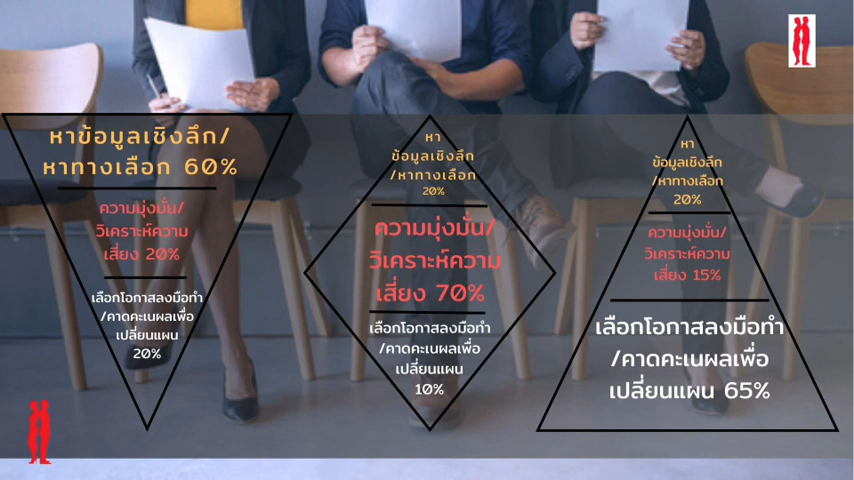 หาข้อมูลเชิงลึก/
หาทางเลือก 60%
ความมุ่งมั่น/
วิเคราะห์ความ
เสี่ยง 20%
เลือกโอกาสลงมือทำ
/คาดคะเนผลเพื่อ
เปลี่ยนแผน
20%
หา
ข้อมูลเชิงลึก
/หาทางเลือก
20%
ความมุ่งมั่น/
วิเคราะห์ความ
เสี่ยง 70%
เลือกโอกาสลงมือทำ
/คาดคะเนผลเพื่อ
เปลี่ยนแผน
10%
หา
ข้อมูลเชิงลึก
/หาทางเลือก
20%
ความมุ่งมั่น/
วิเคราะห์ความ
เสี่ยง 15%
เลือกโอกาสลงมือทำ
/คาดคะเนผลเพื่อ
เปลี่ยนแผน 65%